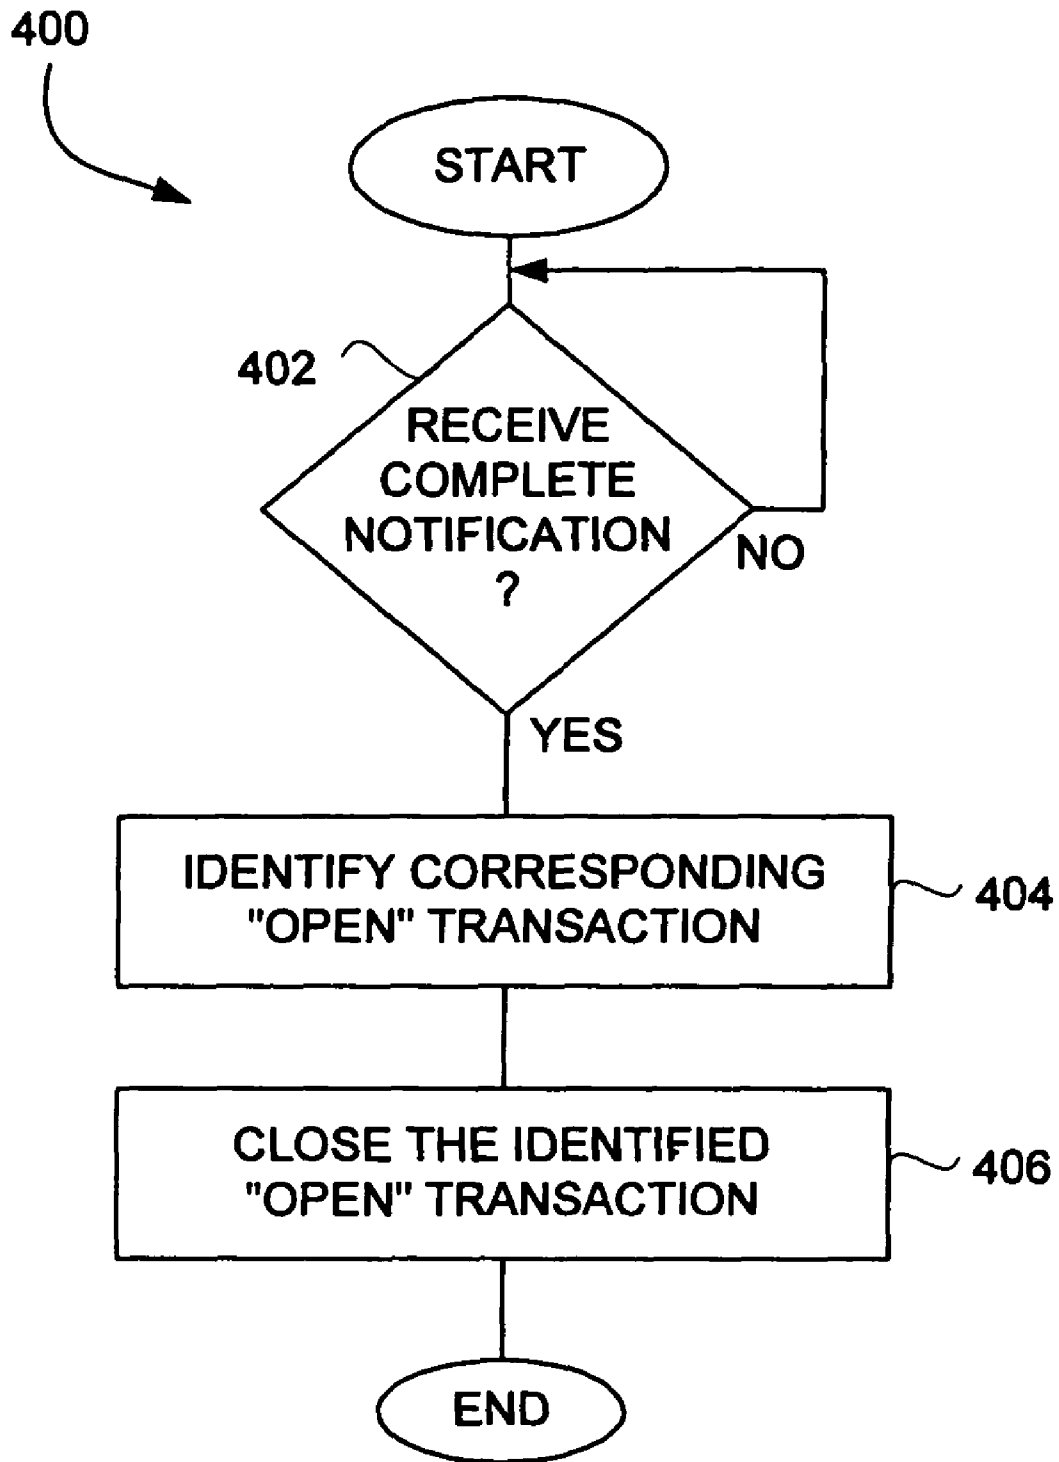 400
START
402
RECEIVE
COMPLETE
NOTIFICATION
?
NO
YES
IDENTIFY CORRESPONDING
"OPEN" TRANSACTION
404
CLOSE THE IDENTIFIED
"OPEN" TRANSACTION
406
END